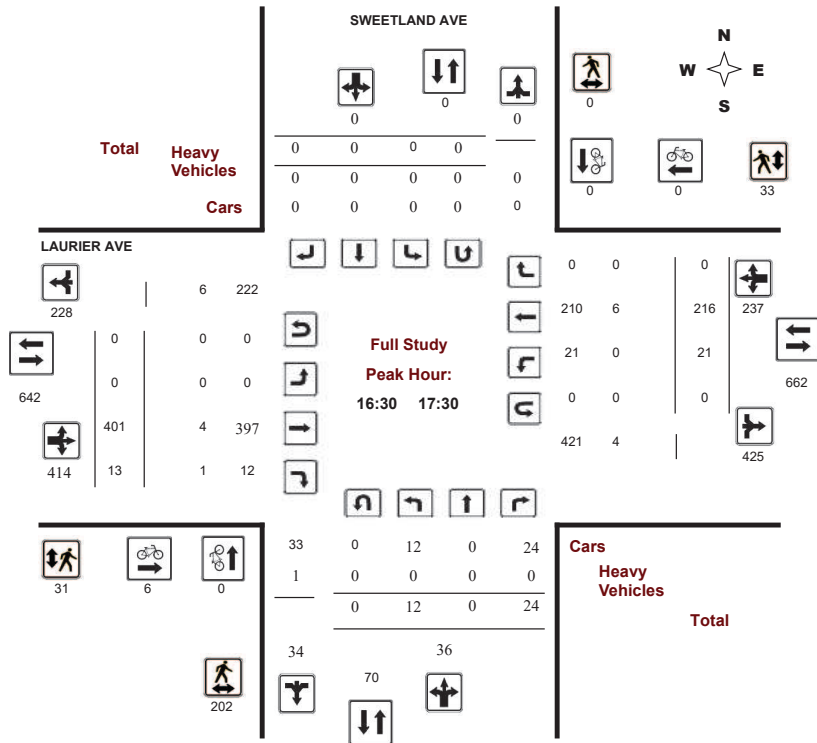 SWEETLAND AVE
N
W E
S
0
0
0 0
Total Heavy Vehicles
0 0 0 0
0 0 0 0 0
Cars 0 0 0 0 0
0 0 33
LAURIER AVE
228 6 222
0 0 0
642
0 0 0
401 4 397
414 13 1 12
Full Study
Peak Hour:
16:30 17:30
0 0 0
210 6 216 237
21 0 21
662
0 0 0
421 4 425
33 0 12 0 24
1 0 0 0 0
0 12 0 24
34 36
70
31 6 0
202
Cars
Heavy
Vehicles
Total